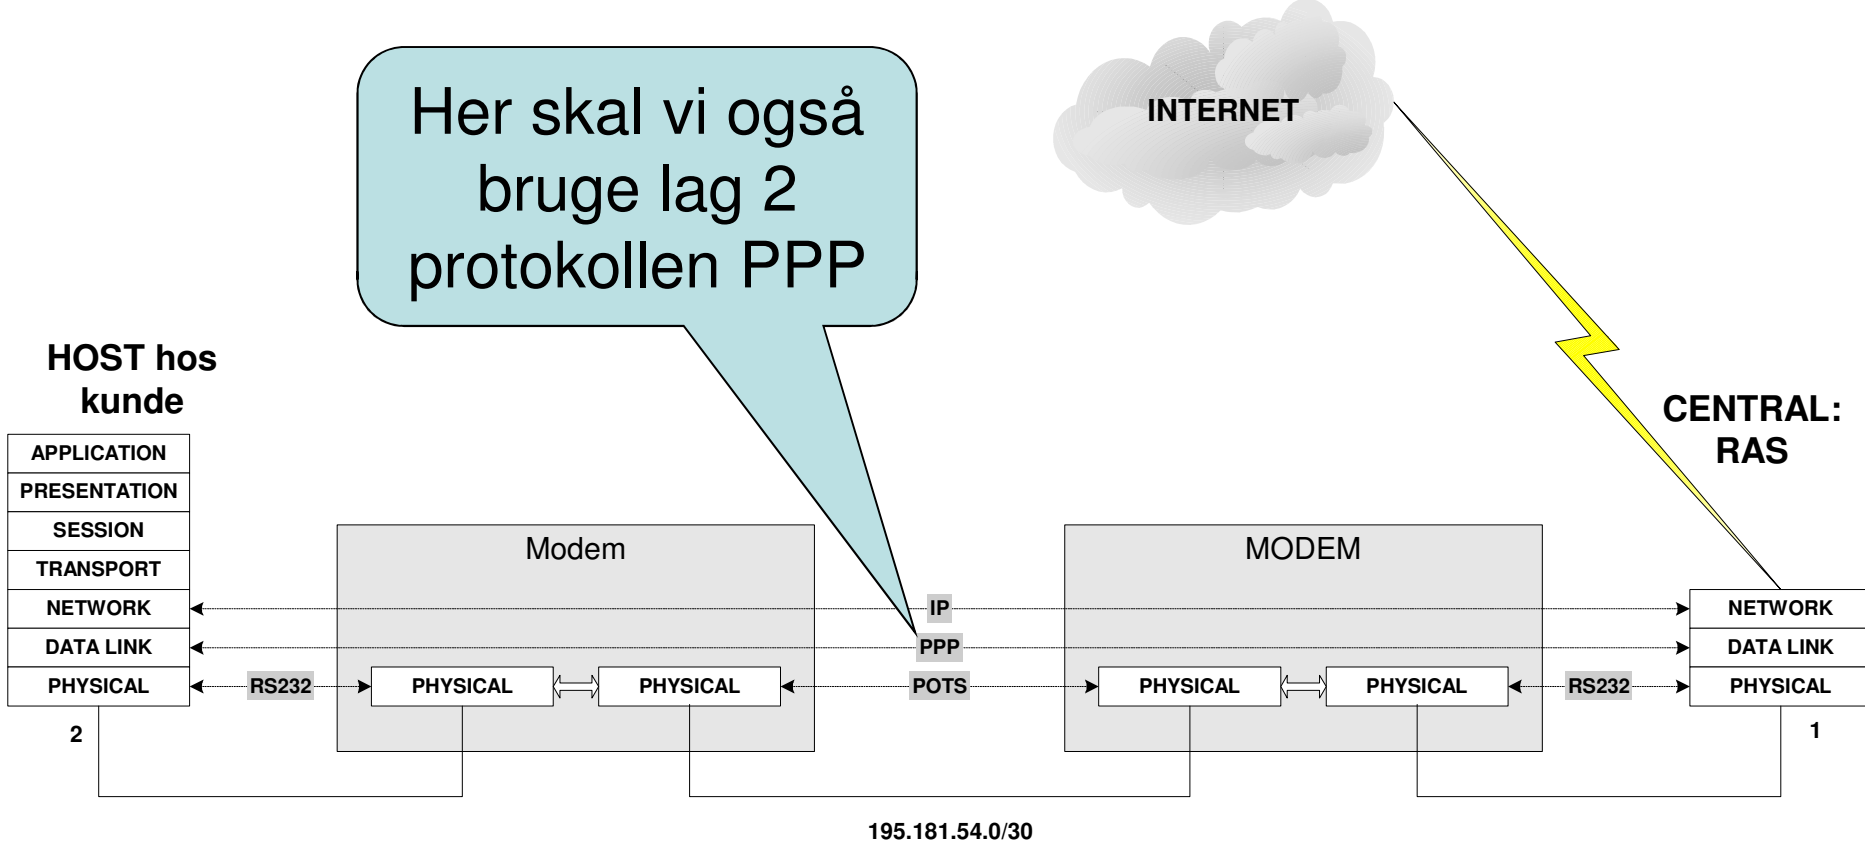 Her skal vi også
bruge lag 2
protokollen PPP
INTERNET
HOST hos
kunde
CENTRAL:
RAS
APPLICATION
PRESENTATION
SESSION
TRANSPORT
NETWORK
DATA LINK
PHYSICAL
2
Modem
MODEM
IP
PPP
RS232
PHYSICAL
PHYSICAL
POTS
PHYSICAL
PHYSICAL
RS232
NETWORK
DATA LINK
PHYSICAL
1
195.181.54.0/30